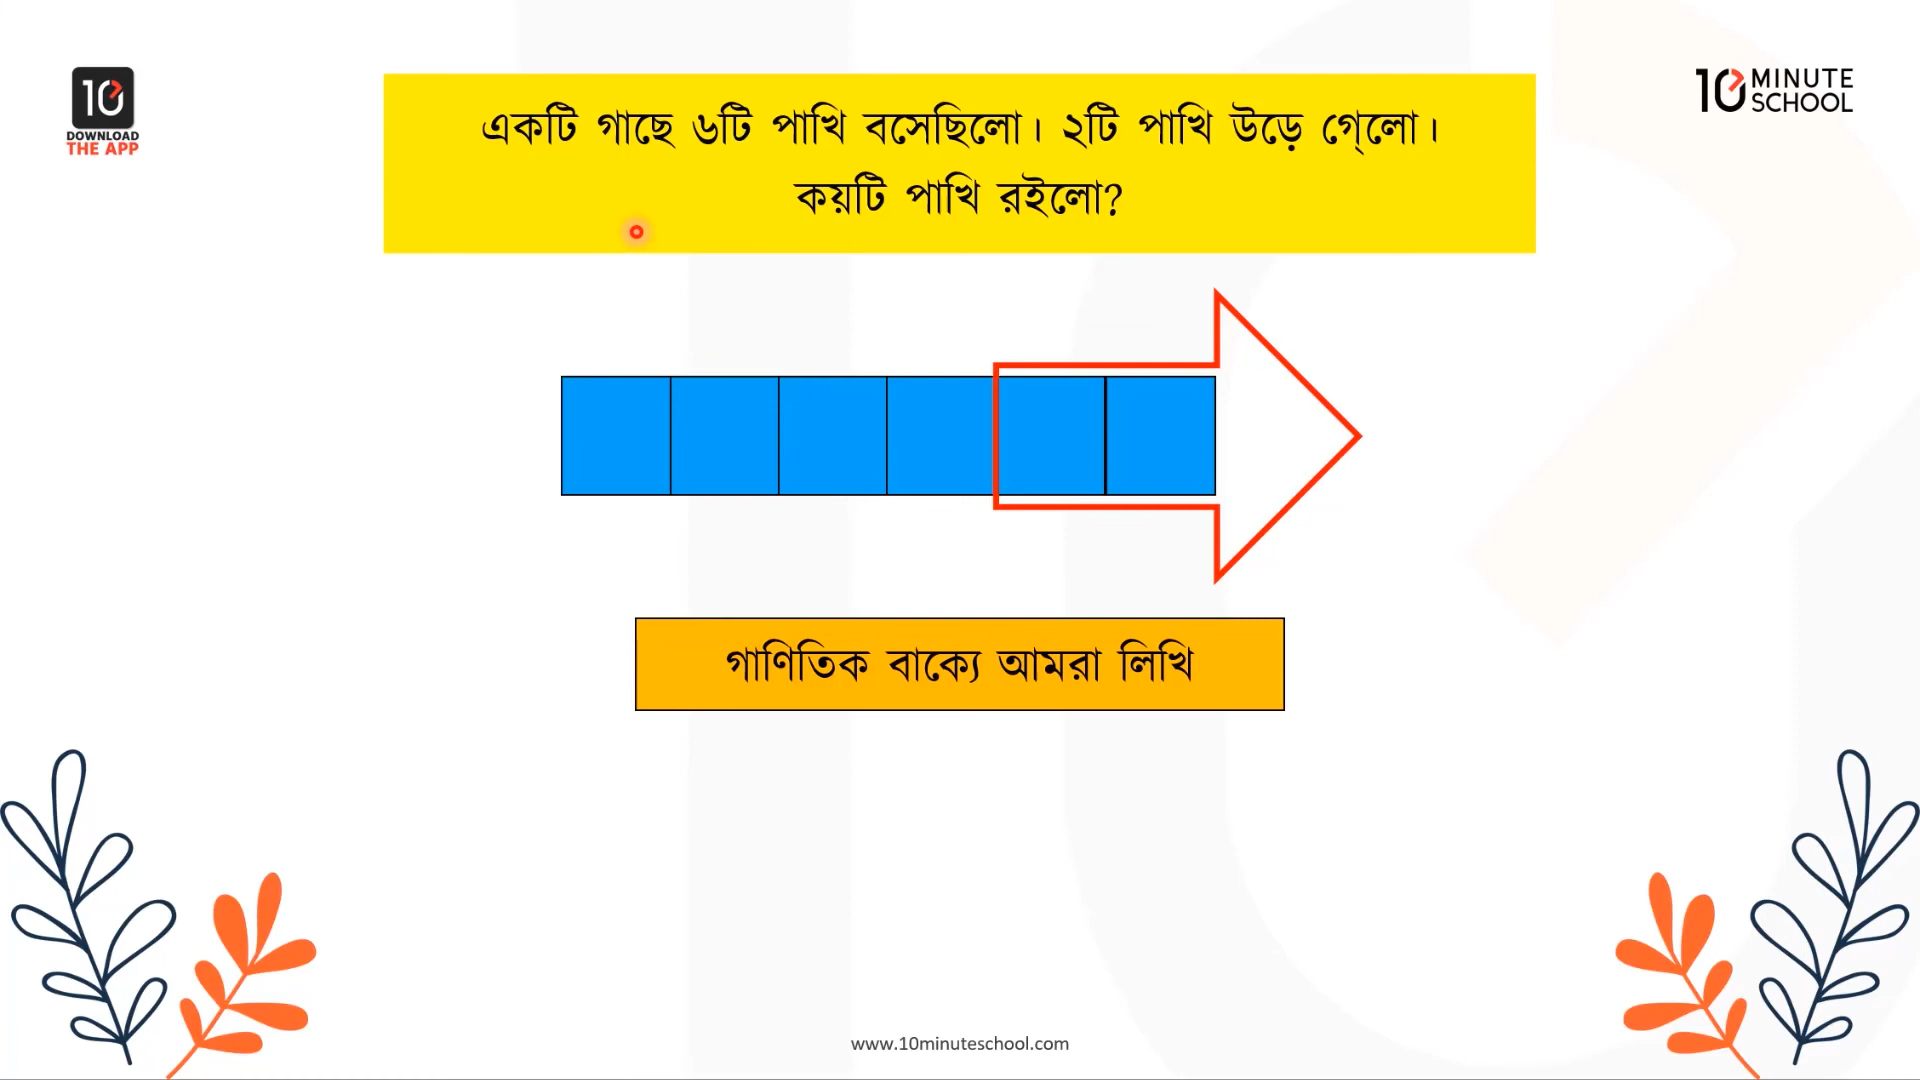 একটি গাছে ৬টি পাখি বসেছিলো। ২টি পাখি উড়ে গে্লো।
কয়টি পাখি রইলো?
10
DOWNLOAD
THE APP
10 MINUTE
SCHOOL
গাণিতিক বাক্যে আমরা লিখি
www.10minuteschool.com